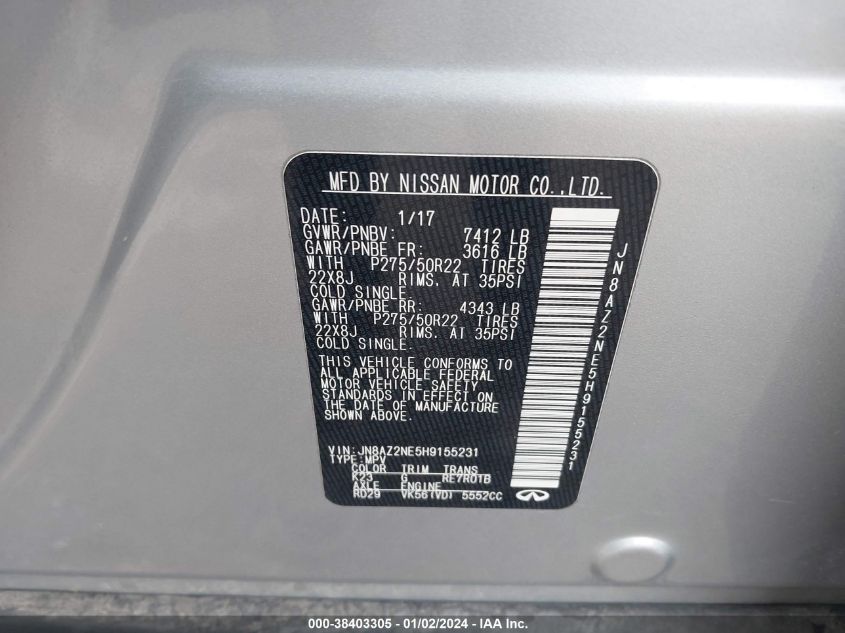 MFD BY NISSAN MOTOR CO.,LTD.
DATE: 1/17
GVWR/PNBV: 7412 LB
GAWR/PNBE FR: 3616 LB
WITH P275/50R22 TIRES
22X8J RIMS. AT 35PSI
COLD SINGLE.
GAWR/PNBE RR: 4343 LB
WITH P275/50R22 TIRES
22X8J RIMS. AT 35PSI
COLD SINGLE.
THIS VEHICLE CONFORMS TO
ALL APPLICABLE FEDERAL
MOTOR VEHICLE SAFETY
STANDARDS IN EFFECT ON
THE DATE OF MANUFACTURE
SHOWN ABOVE.
VIN:JN8AZ2NE5H9155231
TYPE:MPV
COLOR TRIM TRANS
K23 G RE7R01B
AXLE ENGINE
RD29 VK56(VD) 5552CC
JN8AZ2NE5H9155231
000-38403305 - 01/02/2024 - IAA Inc.